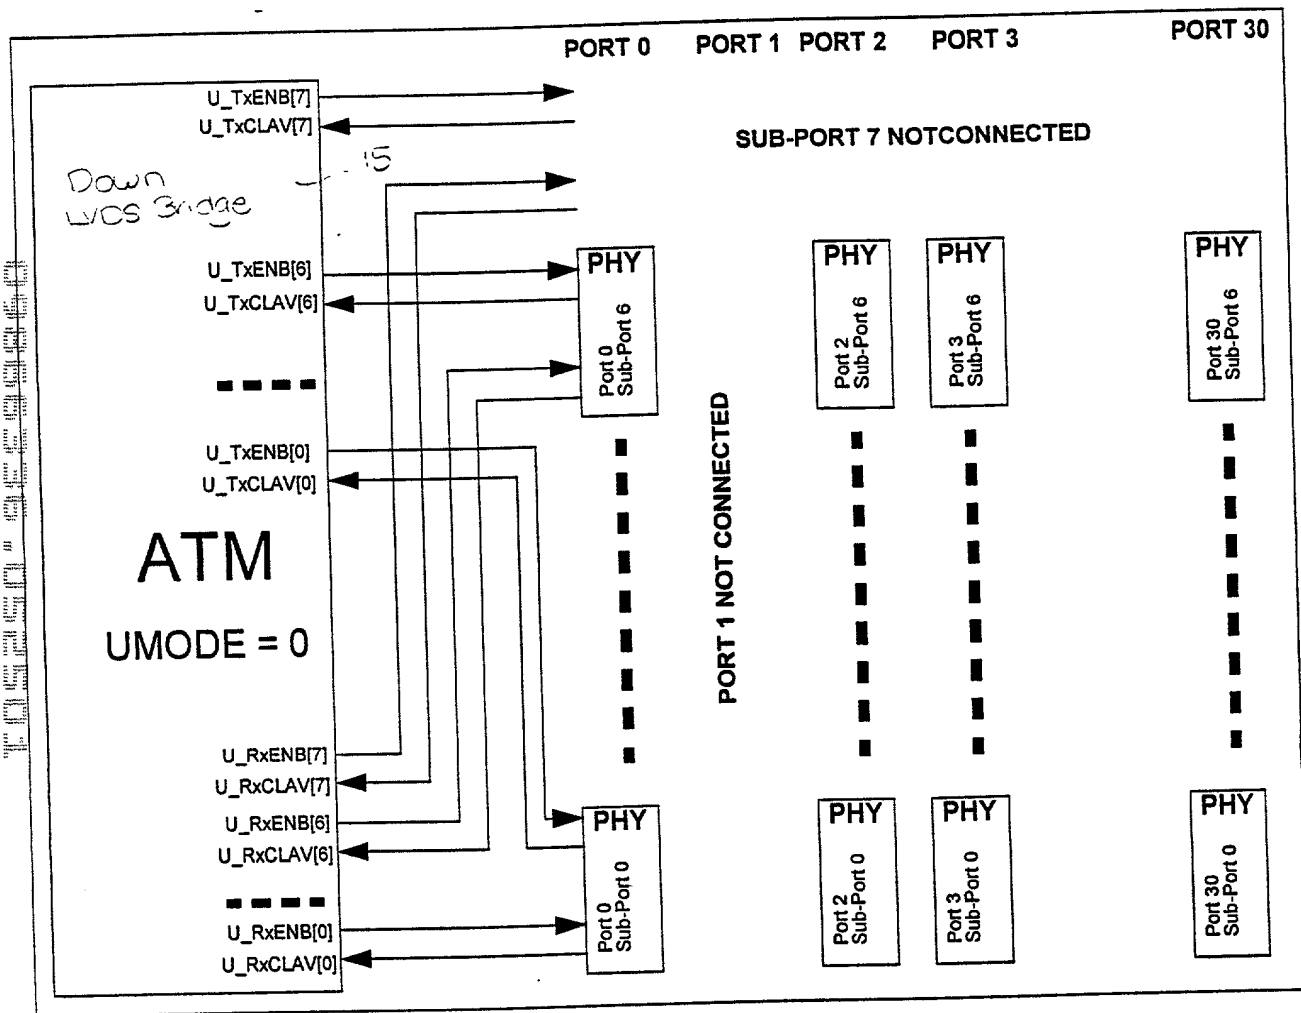 PORT 0 PORT 1 PORT 2 PORT 3 PORT 30
U_TxENB[7]
U_TxCLAV[7]
SUB-PORT 7 NOTCONNECTED
15
Down
LVDS Bridge
U_TxENB[6]
U_TxCLAV[6]
PHY
Port 0
Sub-Port 6
PHY
Port 2
Sub-Port 6
PHY
Port 3
Sub-Port 6
PHY
Port 30
Sub-Port 6
U_TxENB[0]
U_TxCLAV[0]
PORT 1 NOT CONNECTED
ATM
UMODE = 0
U_RxENB[7]
U_RxCLAV[7]
U_RxENB[6]
U_RxCLAV[6]
U_RxENB[0]
U_RxCLAV[0]
PHY
Port 0
Sub-Port 0
PHY
Port 2
Sub-Port 0
PHY
Port 3
Sub-Port 0
PHY
Port 30
Sub-Port 0